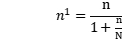 n¹ = n / (1 + n/N)